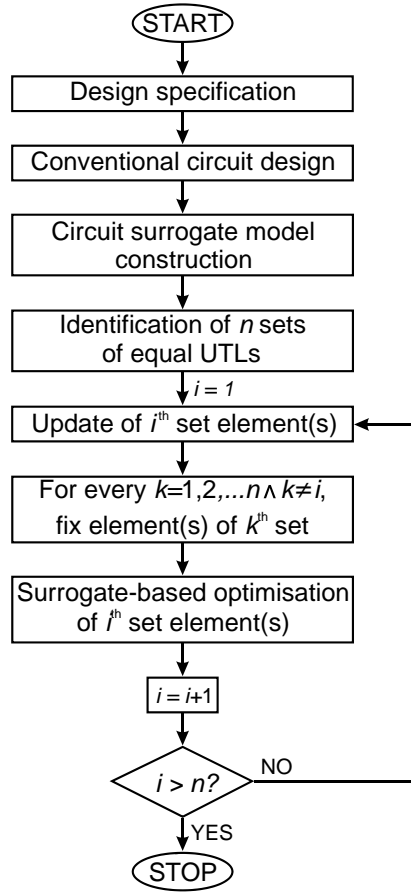 START
Design specification
Conventional circuit design
Circuit surrogate model
construction
Identification of n sets
of equal UTLs
i = 1
Update of iᵗʰ set element(s)
For every k=1,2,...n ∧ k≠i,
fix element(s) of kᵗʰ set
Surrogate-based optimisation
of iᵗʰ set element(s)
i = i+1
i > n?
NO
YES
STOP